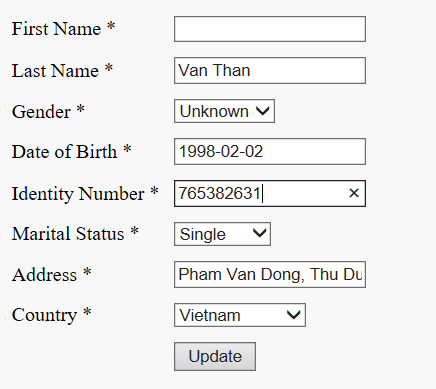 First Name *
Last Name * Van Than
Gender * Unknown
Date of Birth * 1998-02-02
Identity Number * 765382631 ×
Marital Status * Single
Address * Pham Van Dong, Thu Du
Country * Vietnam
Update